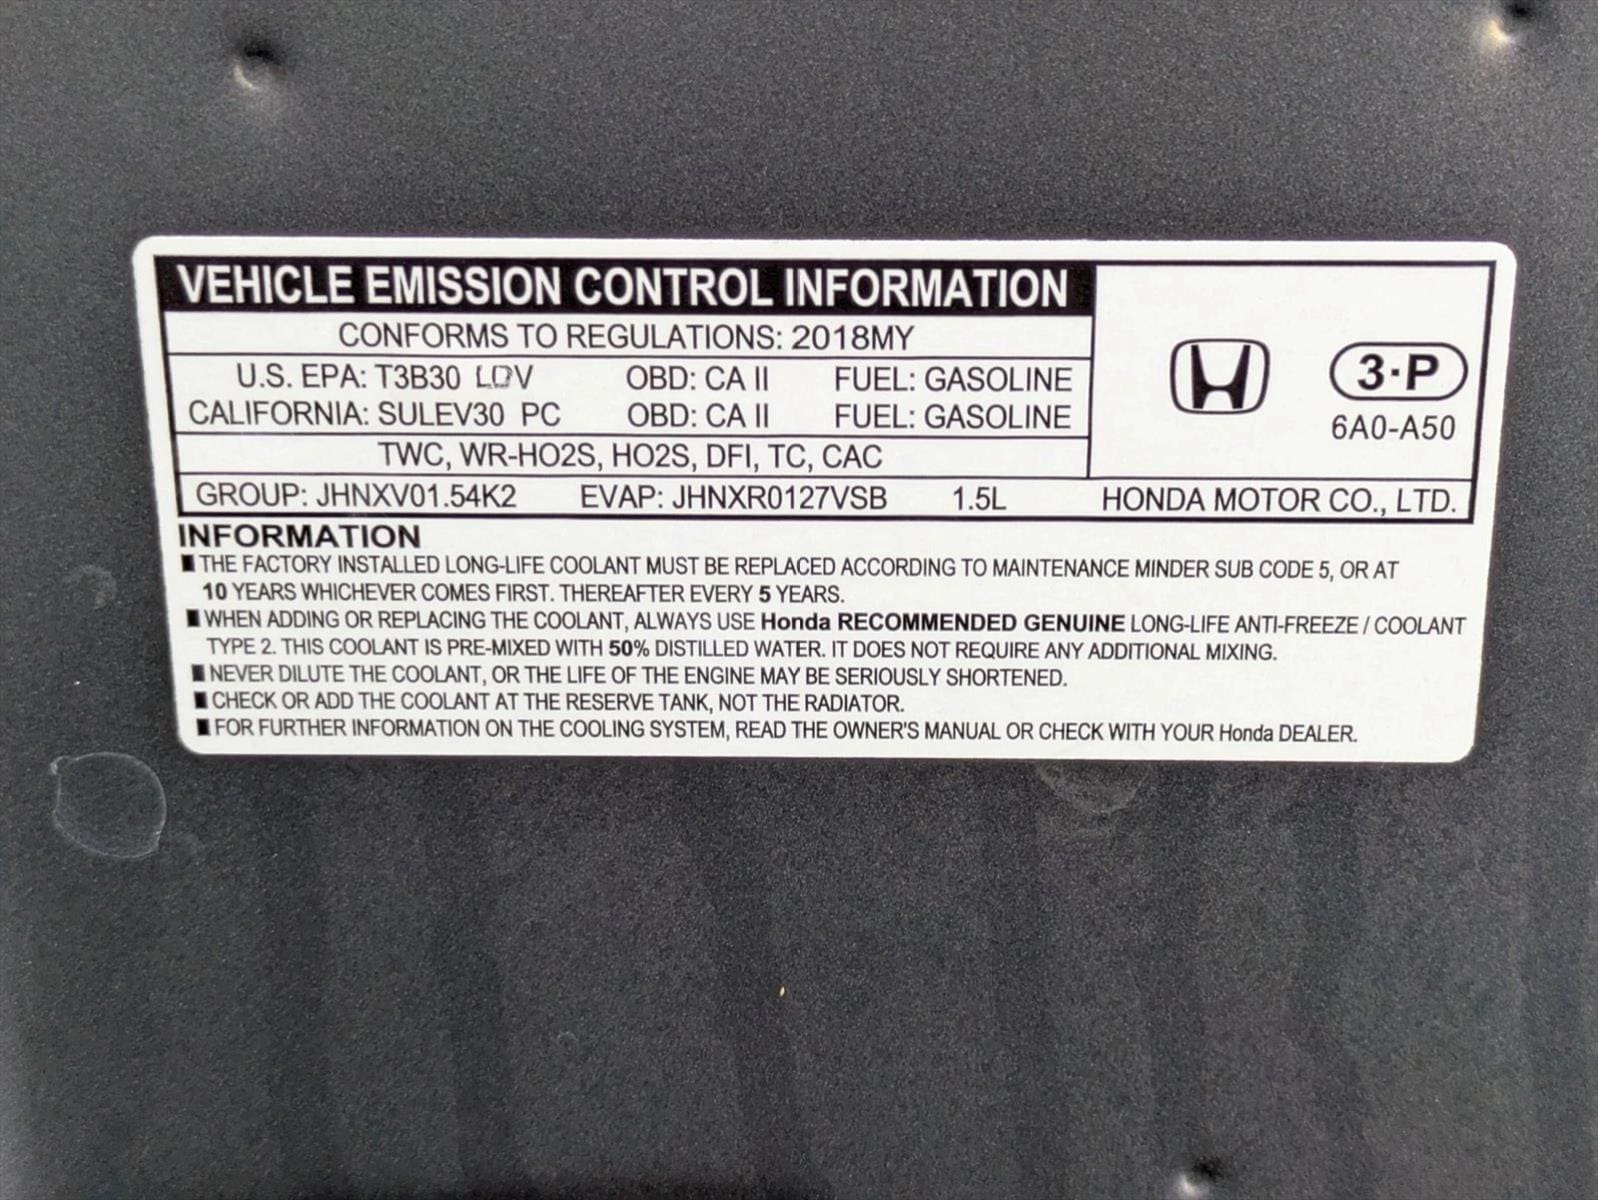 VEHICLE EMISSION CONTROL INFORMATION
CONFORMS TO REGULATIONS: 2018MY
U.S. EPA: T3B30 LDV OBD: CA II FUEL: GASOLINE
CALIFORNIA: SULEV30 PC OBD: CA II FUEL: GASOLINE
TWC, WR-HO2S, HO2S, DFI, TC, CAC
3·P
6A0-A50
GROUP: JHNXV01.54K2 EVAP: JHNXR0127VSB 1.5L HONDA MOTOR CO., LTD.
INFORMATION
■ THE FACTORY INSTALLED LONG-LIFE COOLANT MUST BE REPLACED ACCORDING TO MAINTENANCE MINDER SUB CODE 5, OR AT
10 YEARS WHICHEVER COMES FIRST. THEREAFTER EVERY 5 YEARS.
■ WHEN ADDING OR REPLACING THE COOLANT, ALWAYS USE Honda RECOMMENDED GENUINE LONG-LIFE ANTI-FREEZE / COOLANT
TYPE 2. THIS COOLANT IS PRE-MIXED WITH 50% DISTILLED WATER. IT DOES NOT REQUIRE ANY ADDITIONAL MIXING.
■ NEVER DILUTE THE COOLANT, OR THE LIFE OF THE ENGINE MAY BE SERIOUSLY SHORTENED.
■ CHECK OR ADD THE COOLANT AT THE RESERVE TANK, NOT THE RADIATOR.
■ FOR FURTHER INFORMATION ON THE COOLING SYSTEM, READ THE OWNER'S MANUAL OR CHECK WITH YOUR Honda DEALER.